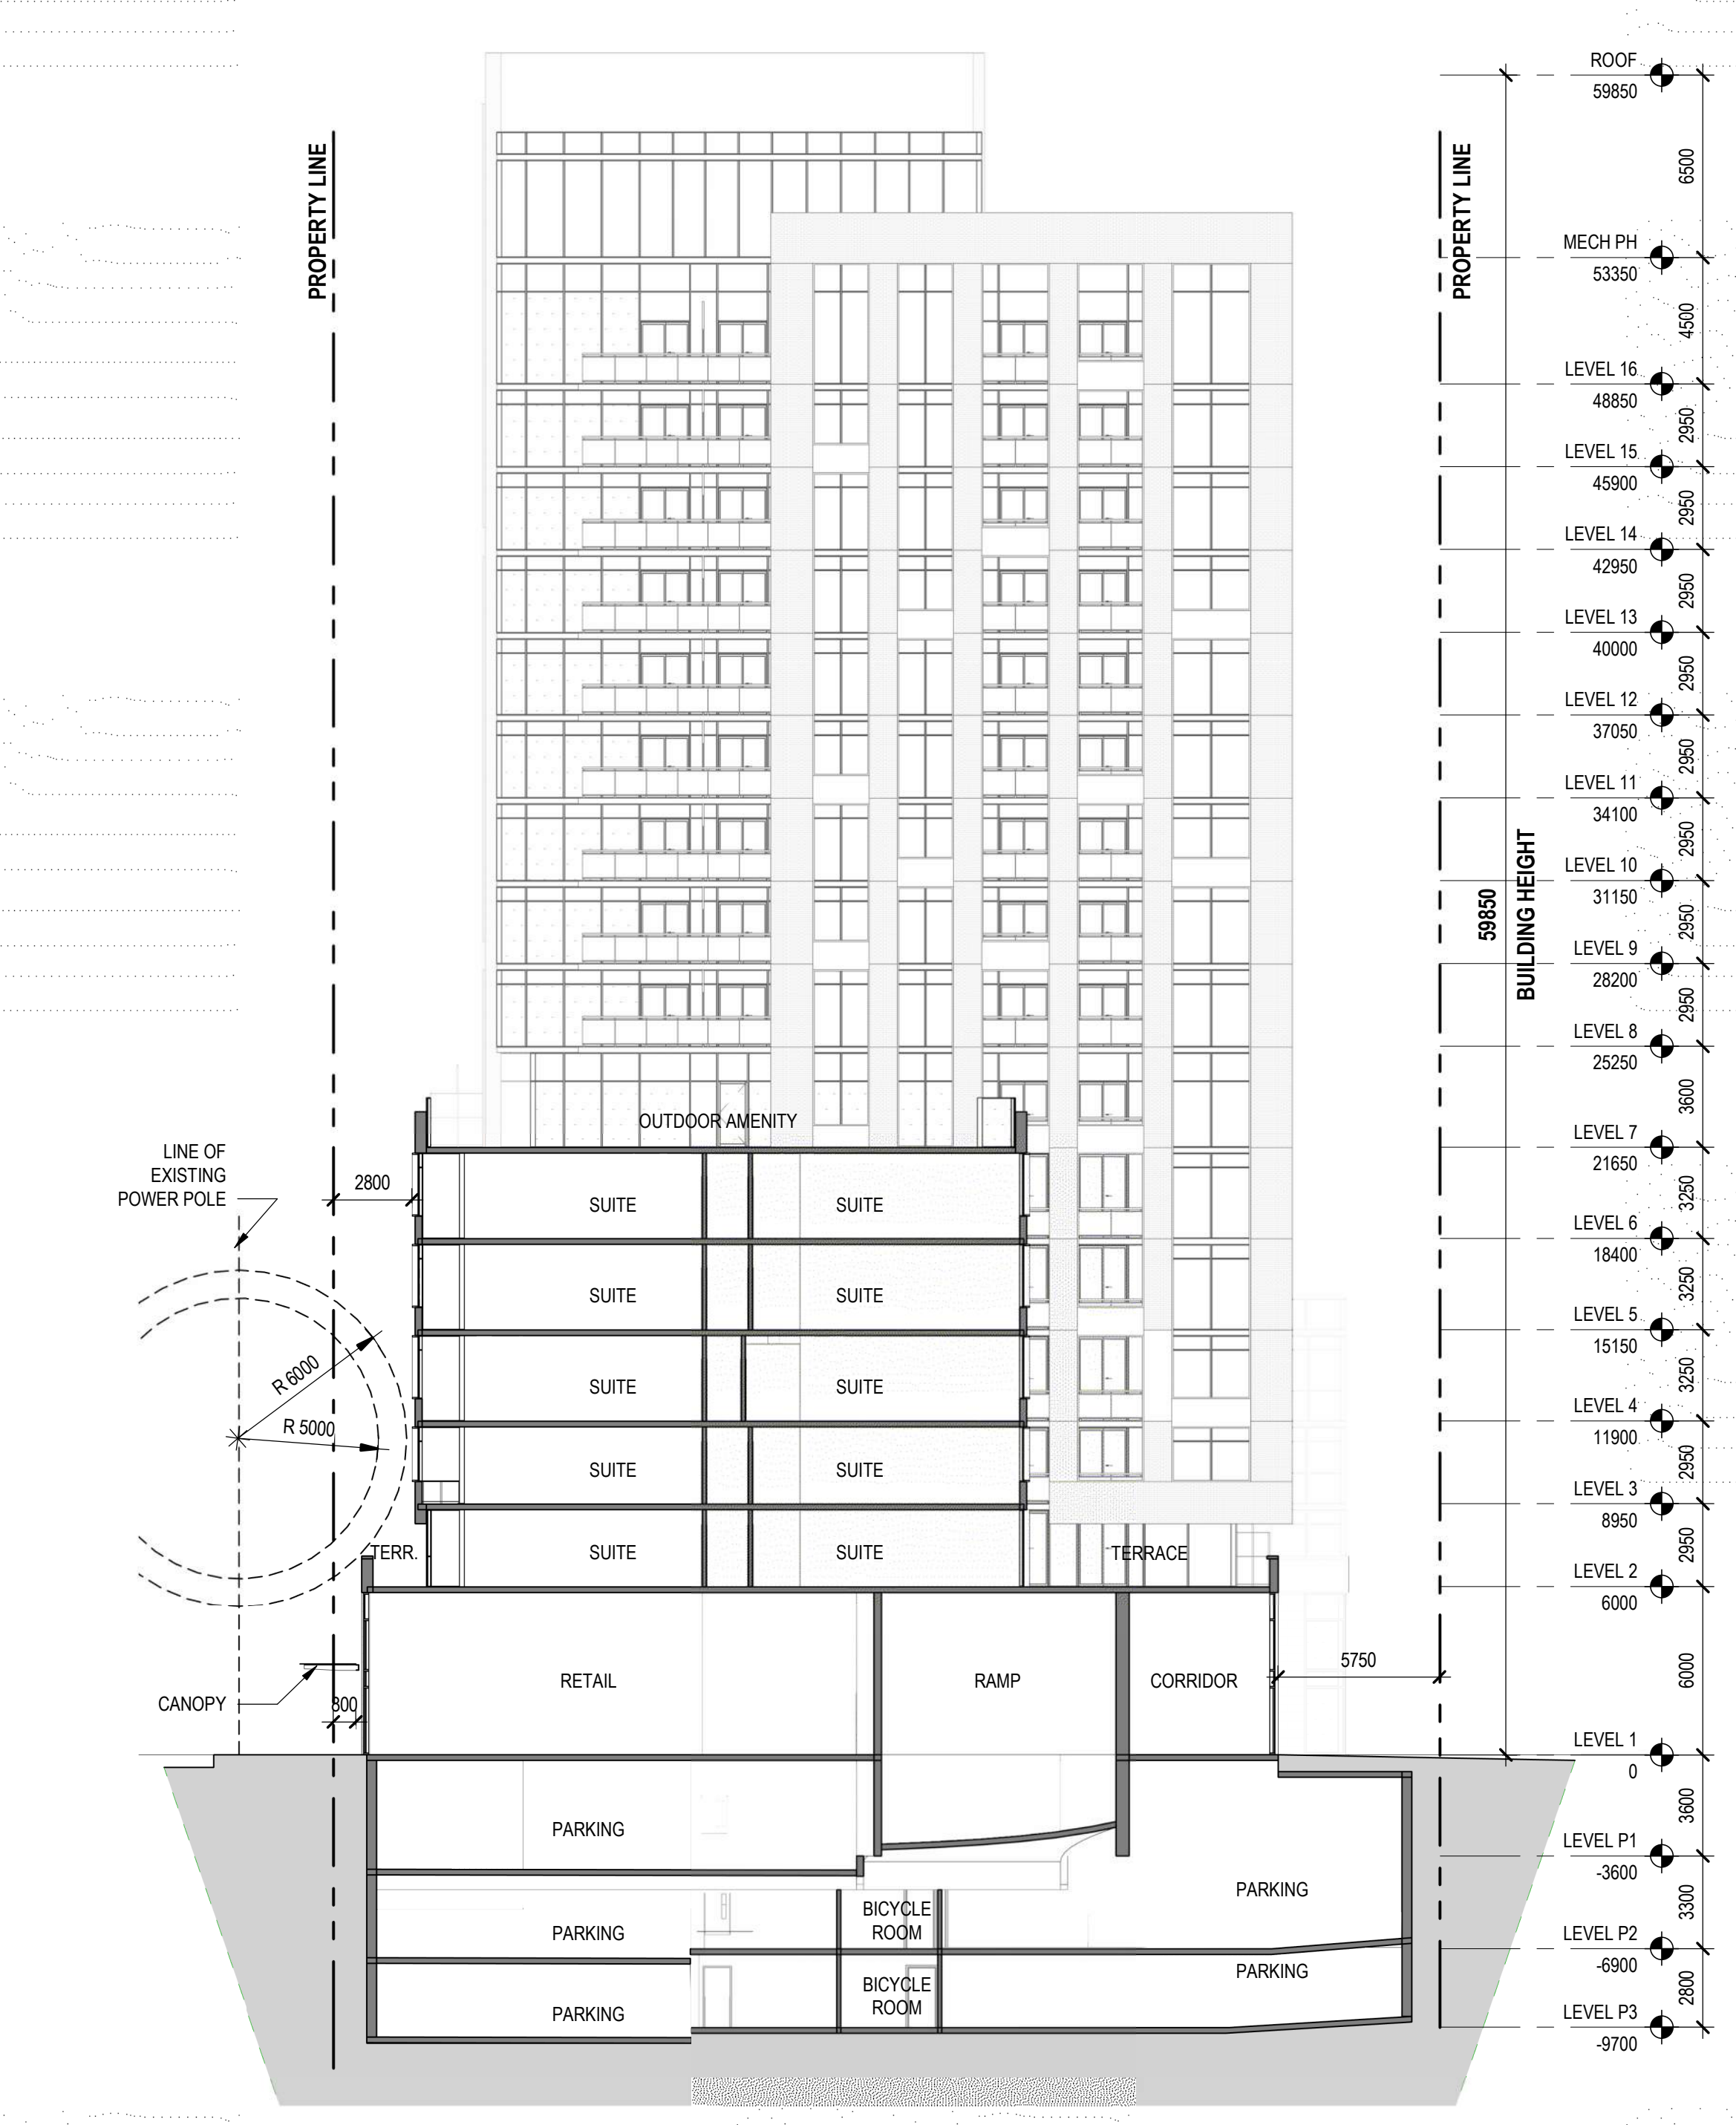 ROOF
59850
6500
PROPERTY LINE
PROPERTY LINE
MECH PH
53350
4500
LEVEL 16
48850
2950
LEVEL 15
45900
2950
LEVEL 14
42950
2950
LEVEL 13
40000
2950
LEVEL 12
37050
2950
LEVEL 11
34100
2950
LEVEL 10
31150
2950
LEVEL 9
28200
2950
LEVEL 8
25250
3600
LEVEL 7
21650
3250
LEVEL 6
18400
3250
LEVEL 5
15150
3250
LEVEL 4
11900
2950
LEVEL 3
8950
2950
LEVEL 2
6000
6000
LEVEL 1
0
3600
LEVEL P1
-3600
3300
LEVEL P2
-6900
2800
LEVEL P3
-9700
59850
BUILDING HEIGHT
OUTDOOR AMENITY
LINE OF
EXISTING
POWER POLE
2800
SUITE
SUITE
SUITE
SUITE
R 6000
R 5000
SUITE
SUITE
SUITE
SUITE
TERR.
SUITE
SUITE
TERRACE
RETAIL
RAMP
CORRIDOR
5750
CANOPY
800
PARKING
PARKING
PARKING
BICYCLE
ROOM
PARKING
PARKING
BICYCLE
ROOM
PARKING